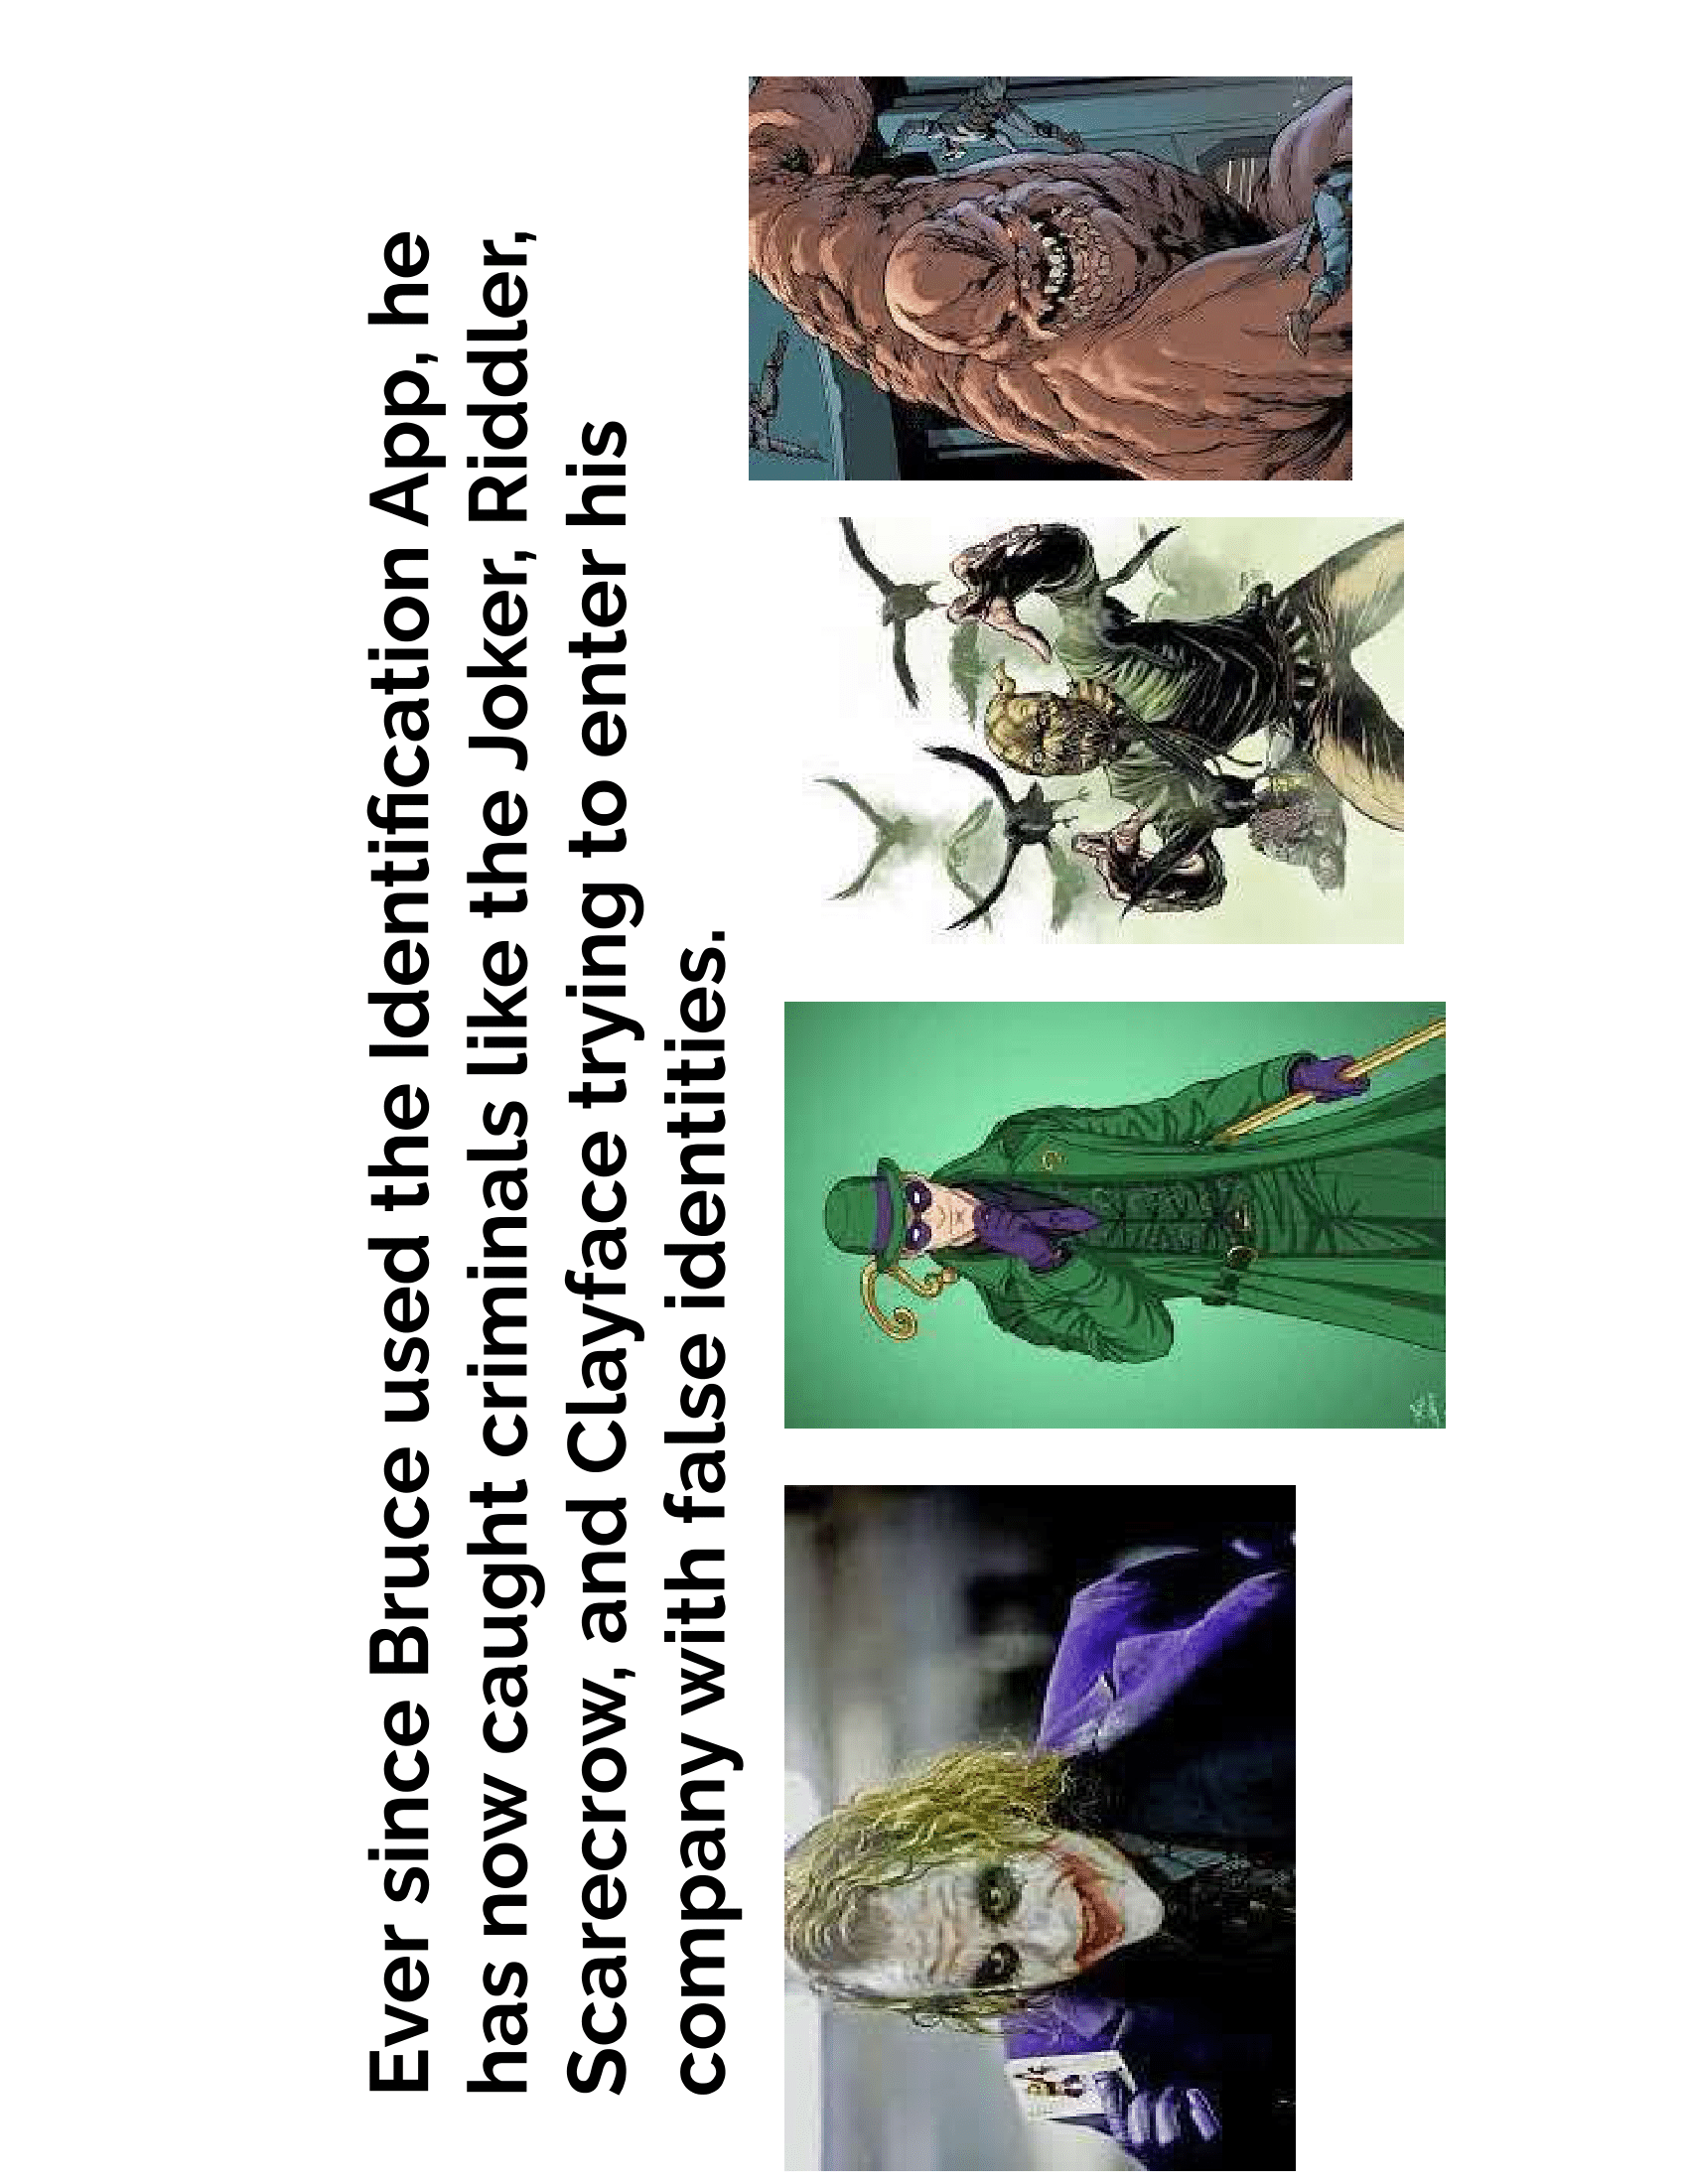 Ever since Bruce used the Identification App, he
has now caught criminals like the Joker, Riddler,
Scarecrow, and Clayface trying to enter his
company with false identities.